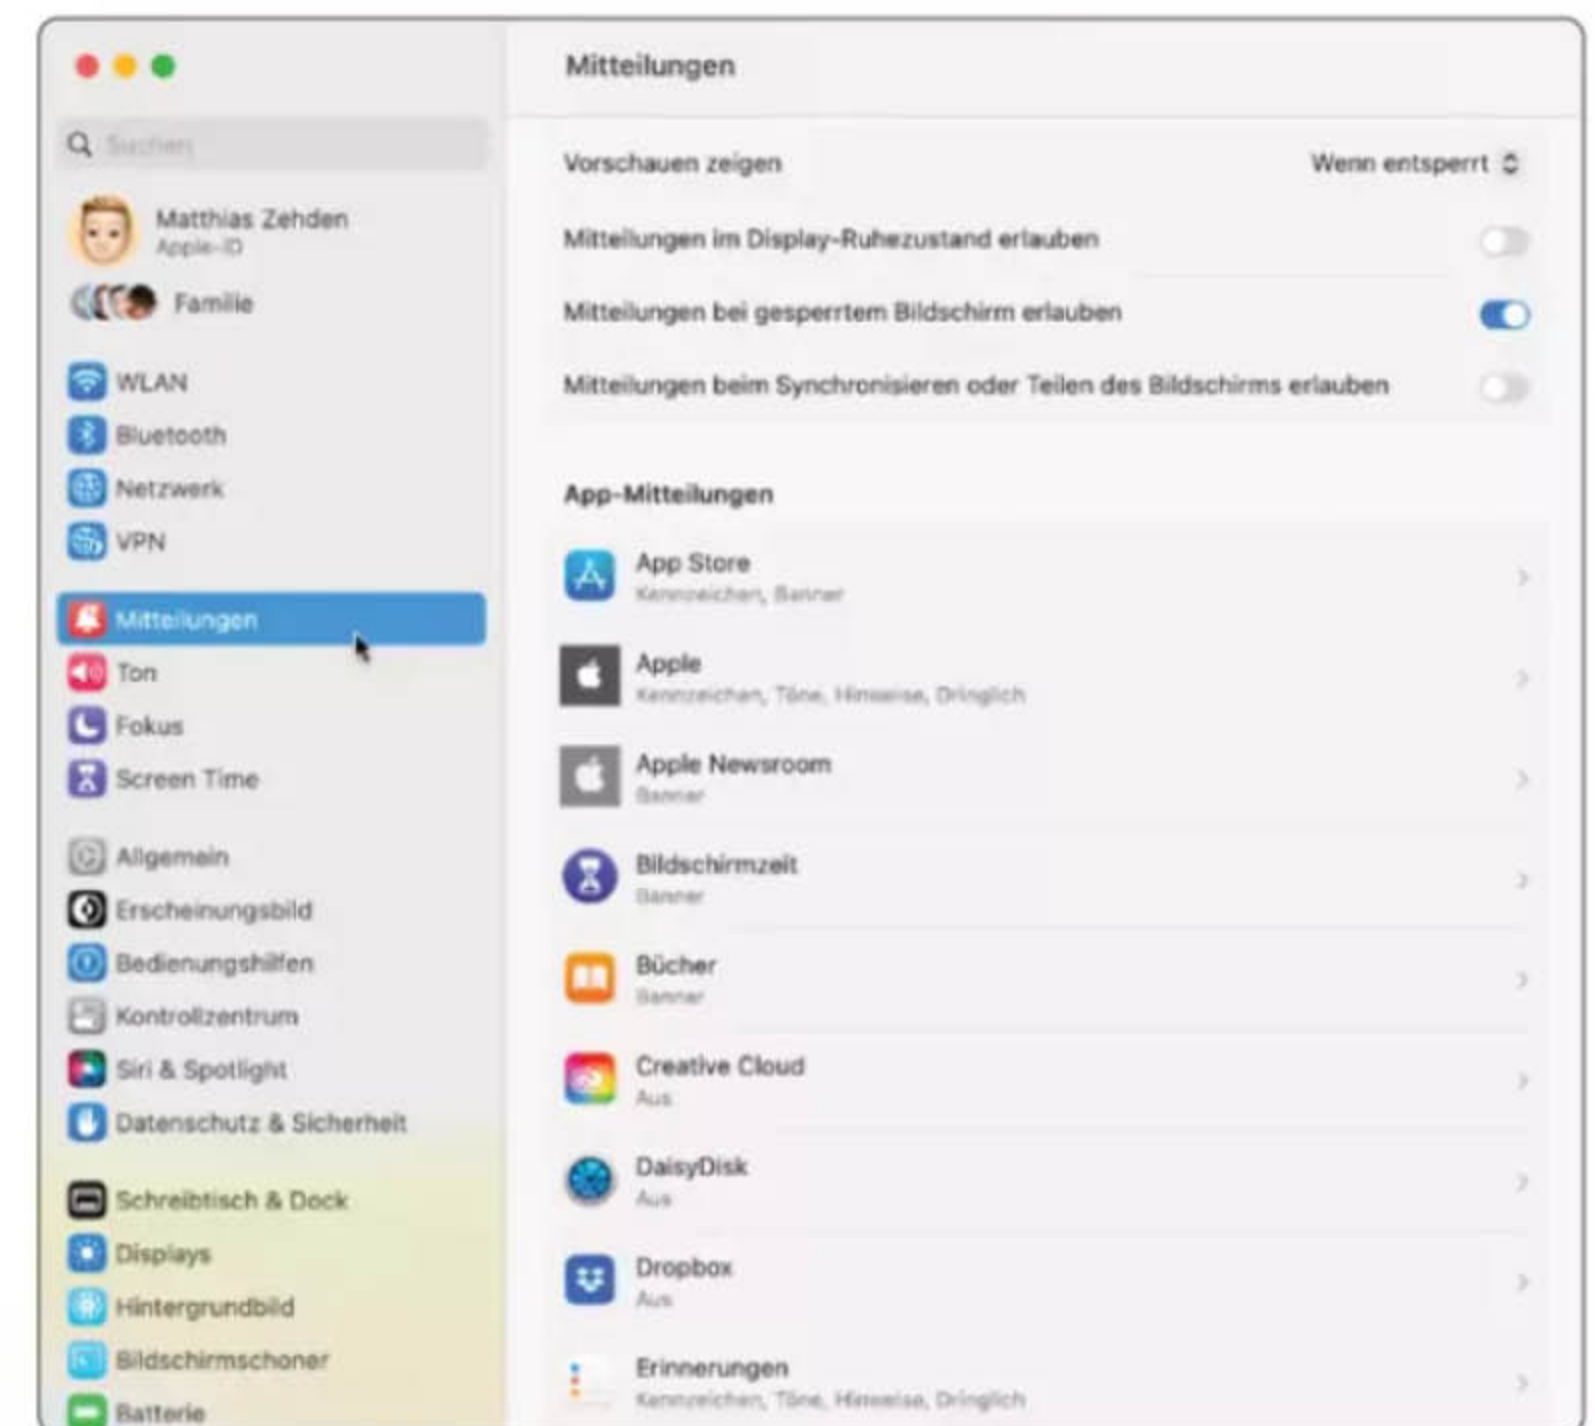 Mitteilungen
Suchen
Matthias Zehden
Apple-ID
Familie
WLAN
Bluetooth
Netzwerk
VPN
Mitteilungen
Ton
Fokus
Screen Time
Allgemein
Erscheinungsbild
Bedienungshilfen
Kontrollzentrum
Siri & Spotlight
Datenschutz & Sicherheit
Schreibtisch & Dock
Displays
Hintergrundbild
Bildschirmschoner
Batterie
Vorschauen zeigen Wenn entsperrt
Mitteilungen im Display-Ruhezustand erlauben
Mitteilungen bei gesperrtem Bildschirm erlauben
Mitteilungen beim Synchronisieren oder Teilen des Bildschirms erlauben
App-Mitteilungen
App Store
Kennzeichen, Banner
Apple
Kennzeichen, Töne, Hinweise, Dringlich
Apple Newsroom
Banner
Bildschirmzeit
Banner
Bücher
Banner
Creative Cloud
Aus
DaisyDisk
Aus
Dropbox
Aus
Erinnerungen
Kennzeichen, Töne, Hinweise, Dringlich